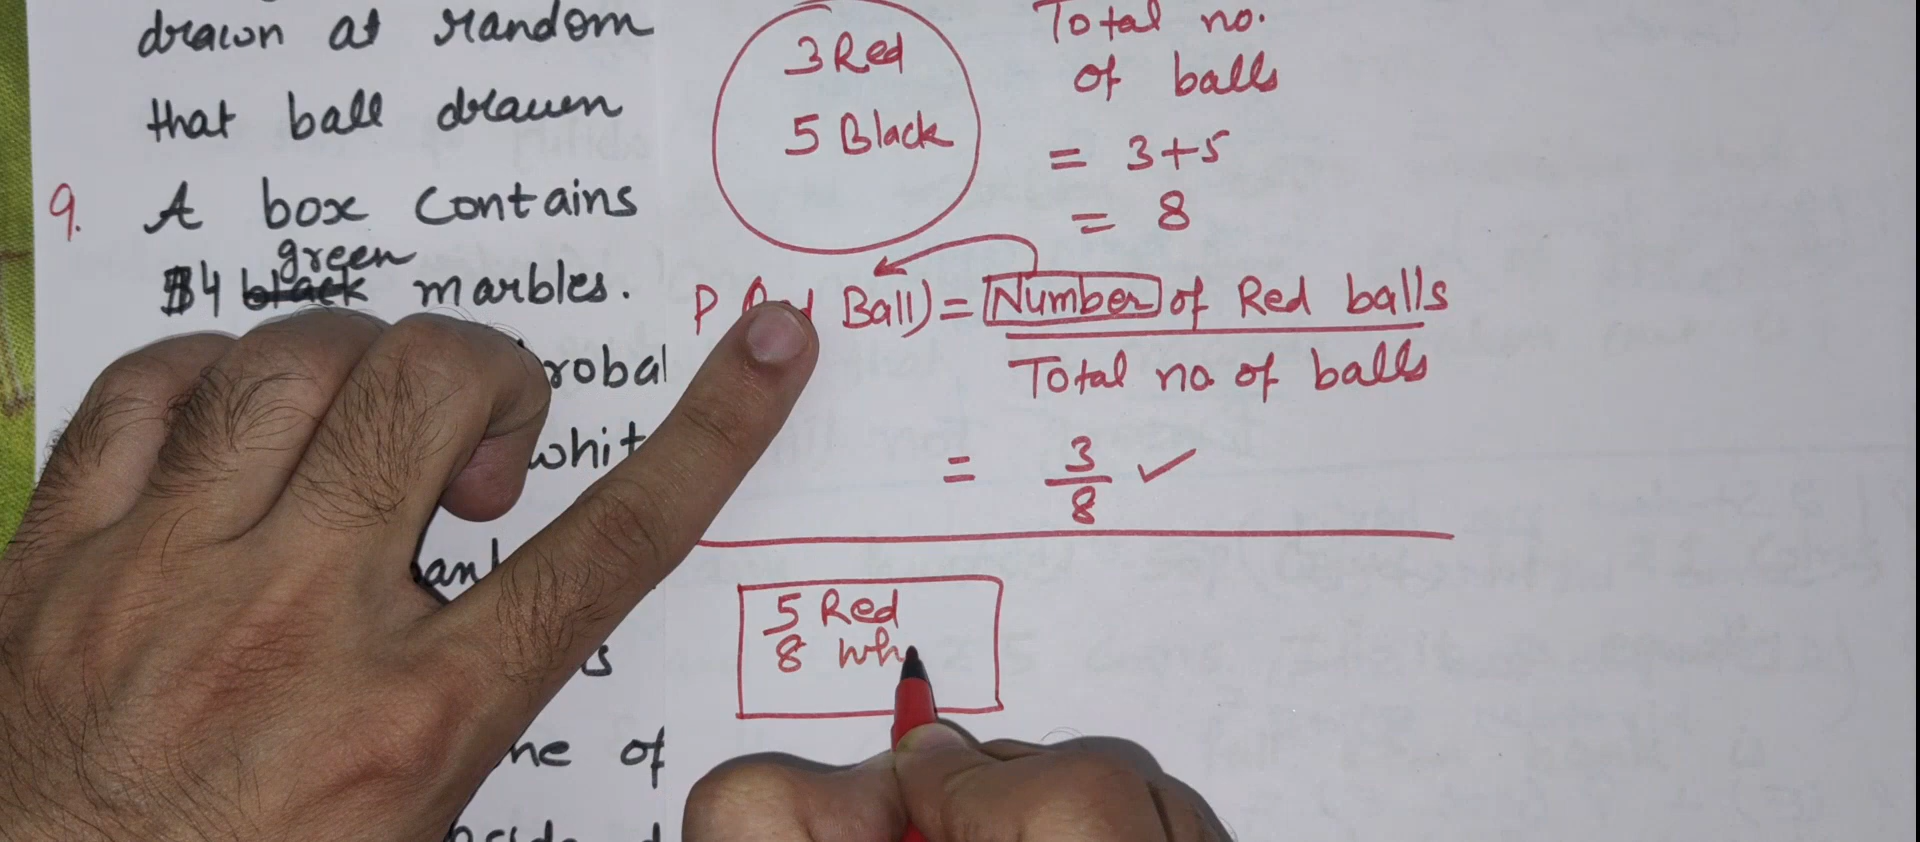 drawn at random
that ball drawn
9. A box contains
green
4 black marbles.
robal
whit
an
s
ne of
3 Red
5 Black
Total no.
of balls
= 3+5
= 8
P Ball) = Number of Red balls
Total no. of balls
= 3
8
5 Red
8 Wh